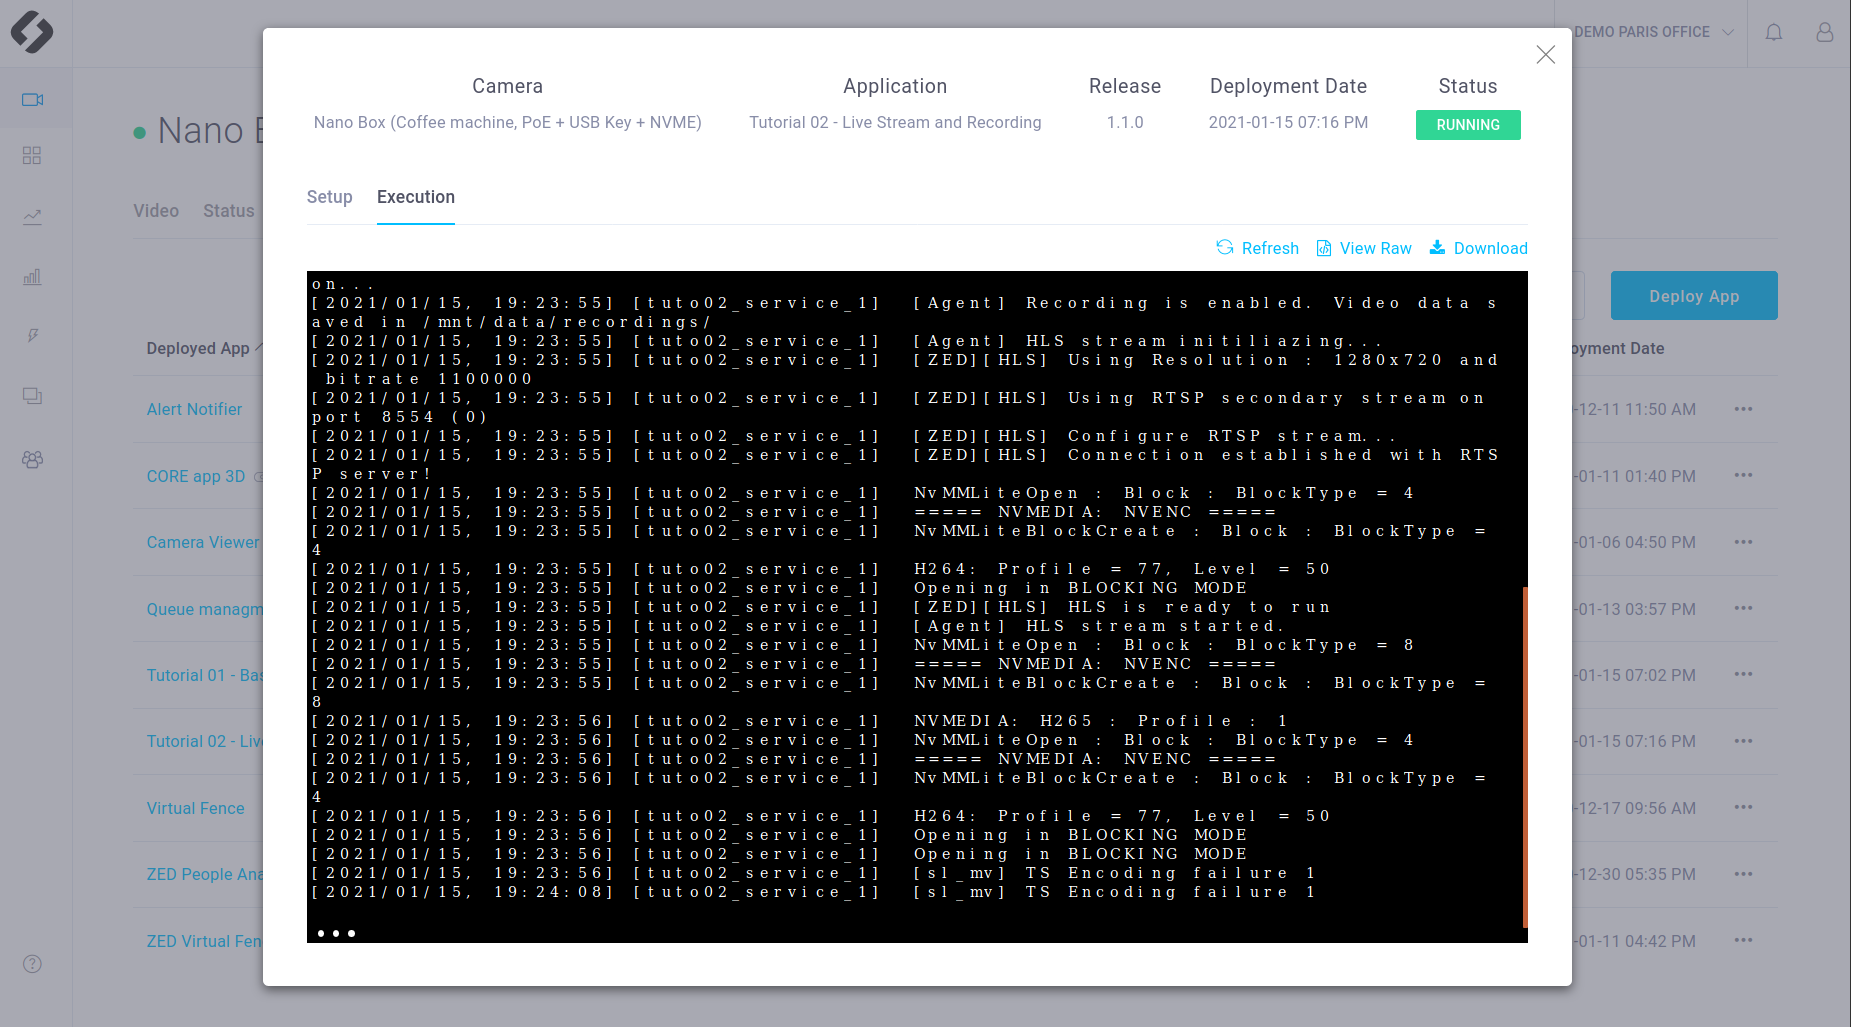 DEMO PARIS OFFICE
Nano
Video Status
Deploy App
Deployed App
Deployment Date
Alert Notifier
-12-11 11:50 AM
CORE app 3D
-01-11 01:40 PM
Camera Viewer
-01-06 04:50 PM
Queue managm
-01-13 03:57 PM
Tutorial 01 - Bas
-01-15 07:02 PM
Tutorial 02 - Live
-01-15 07:16 PM
Virtual Fence
-12-17 09:56 AM
ZED People Ana
-12-30 05:35 PM
ZED Virtual Fen
-01-11 04:42 PM
Camera Application Release Deployment Date Status
Nano Box (Coffee machine, PoE + USB Key + NVME) Tutorial 02 - Live Stream and Recording 1.1.0 2021-01-15 07:16 PM RUNNING
Setup Execution
Refresh View Raw Download
on...
[2021/01/15, 19:23:55] [tuto02_service_1] [Agent] Recording is enabled. Video data s
aved in /mnt/data/recordings/
[2021/01/15, 19:23:55] [tuto02_service_1] [Agent] HLS stream initiliazing...
[2021/01/15, 19:23:55] [tuto02_service_1] [ZED][HLS] Using Resolution : 1280x720 and
bitrate 1100000
[2021/01/15, 19:23:55] [tuto02_service_1] [ZED][HLS] Using RTSP secondary stream on
port 8554 (0)
[2021/01/15, 19:23:55] [tuto02_service_1] [ZED][HLS] Configure RTSP stream...
[2021/01/15, 19:23:55] [tuto02_service_1] [ZED][HLS] Connection established with RTS
P server!
[2021/01/15, 19:23:55] [tuto02_service_1] NvMMLiteOpen : Block : BlockType = 4
[2021/01/15, 19:23:55] [tuto02_service_1] ===== NVMEDIA: NVENC =====
[2021/01/15, 19:23:55] [tuto02_service_1] NvMMLiteBlockCreate : Block : BlockType =
4
[2021/01/15, 19:23:55] [tuto02_service_1] H264: Profile = 77, Level = 50
[2021/01/15, 19:23:55] [tuto02_service_1] Opening in BLOCKING MODE
[2021/01/15, 19:23:55] [tuto02_service_1] [ZED][HLS] HLS is ready to run
[2021/01/15, 19:23:55] [tuto02_service_1] [Agent] HLS stream started.
[2021/01/15, 19:23:55] [tuto02_service_1] NvMMLiteOpen : Block : BlockType = 8
[2021/01/15, 19:23:55] [tuto02_service_1] ===== NVMEDIA: NVENC =====
[2021/01/15, 19:23:55] [tuto02_service_1] NvMMLiteBlockCreate : Block : BlockType =
8
[2021/01/15, 19:23:56] [tuto02_service_1] NVMEDIA: H265 : Profile : 1
[2021/01/15, 19:23:56] [tuto02_service_1] NvMMLiteOpen : Block : BlockType = 4
[2021/01/15, 19:23:56] [tuto02_service_1] ===== NVMEDIA: NVENC =====
[2021/01/15, 19:23:56] [tuto02_service_1] NvMMLiteBlockCreate : Block : BlockType =
4
[2021/01/15, 19:23:56] [tuto02_service_1] H264: Profile = 77, Level = 50
[2021/01/15, 19:23:56] [tuto02_service_1] Opening in BLOCKING MODE
[2021/01/15, 19:23:56] [tuto02_service_1] Opening in BLOCKING MODE
[2021/01/15, 19:23:56] [tuto02_service_1] [sl_mv] TS Encoding failure 1
[2021/01/15, 19:24:08] [tuto02_service_1] [sl_mv] TS Encoding failure 1